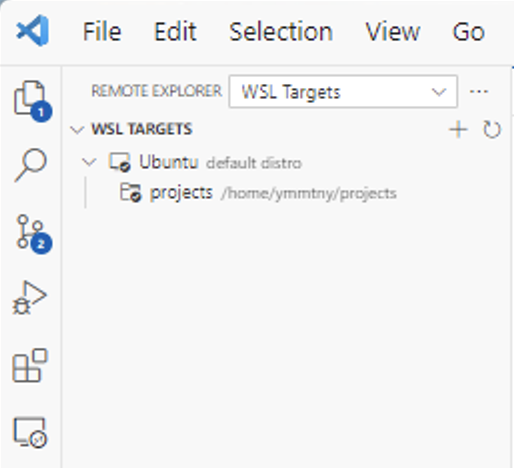 File Edit Selection View Go
REMOTE EXPLORER WSL Targets ...
WSL TARGETS
Ubuntu default distro
projects /home/ymmtny/projects
1
2